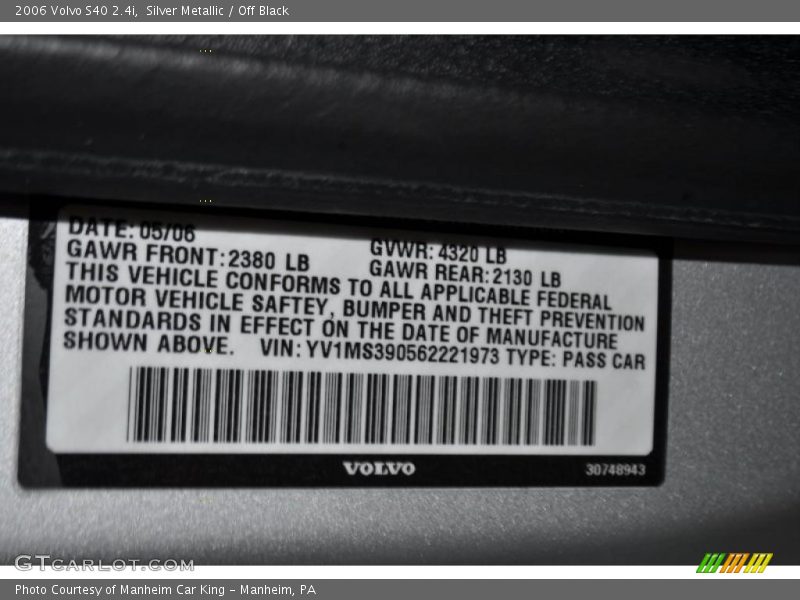 2006 Volvo S40 2.4i, Silver Metallic / Off Black
DATE: 05/06
GVWR: 4320 LB
GAWR FRONT: 2380 LB
GAWR REAR: 2130 LB
THIS VEHICLE CONFORMS TO ALL APPLICABLE FEDERAL
MOTOR VEHICLE SAFTEY, BUMPER AND THEFT PREVENTION
STANDARDS IN EFFECT ON THE DATE OF MANUFACTURE
SHOWN ABOVE. VIN: YV1MS390562221973 TYPE: PASS CAR
VOLVO
30748943
GTCARLOT.COM
Photo Courtesy of Manheim Car King - Manheim, PA